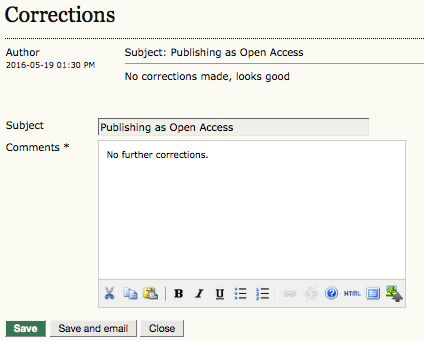 Corrections
Author
2016-05-19 01:30 PM
Subject: Publishing as Open Access
No corrections made, looks good
Subject
Publishing as Open Access
Comments *
No further corrections.
B I U HTML
Save Save and email Close